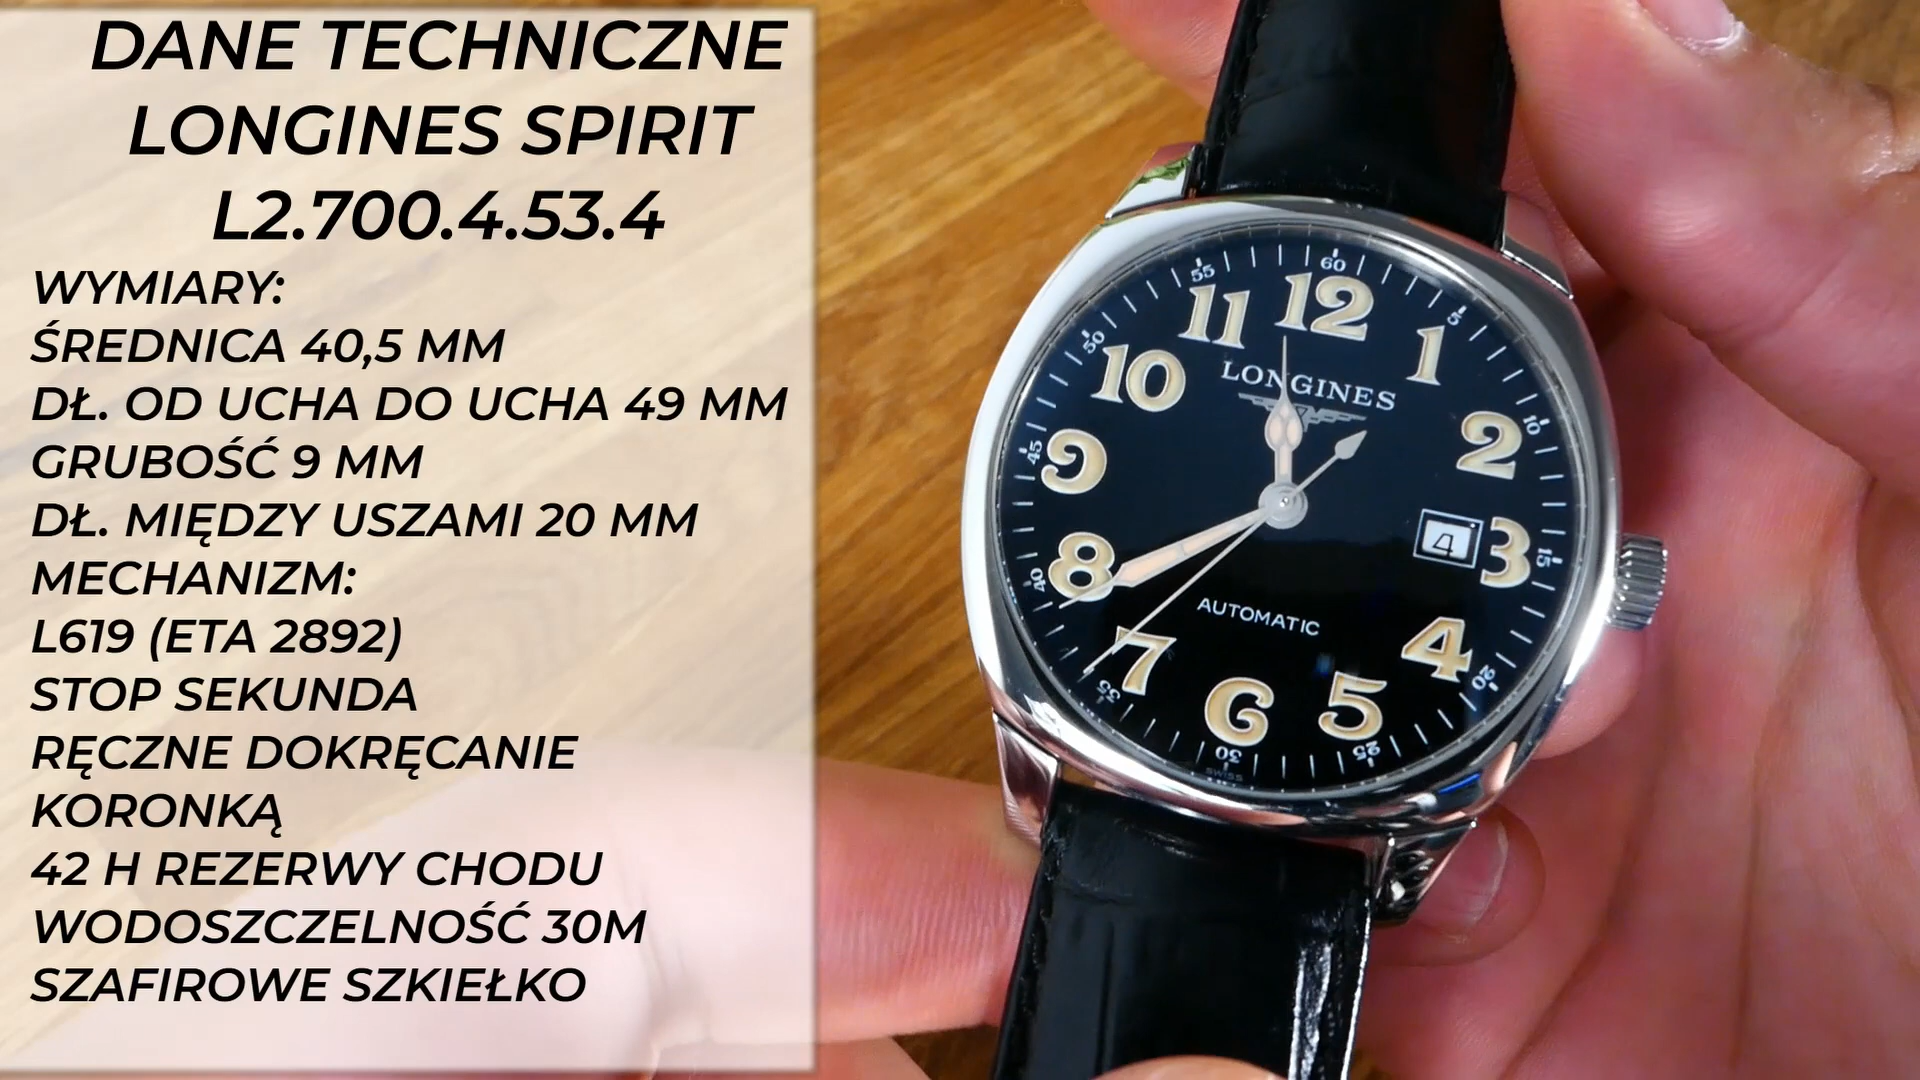 DANE TECHNICZNE
LONGINES SPIRIT
L2.700.4.53.4
WYMIARY:
ŚREDNICA 40,5 MM
DŁ. OD UCHA DO UCHA 49 MM
GRUBOŚĆ 9 MM
DŁ. MIĘDZY USZAMI 20 MM
MECHANIZM:
L619 (ETA 2892)
STOP SEKUNDA
RĘCZNE DOKRĘCANIE
KORONKĄ
42 H REZERWY CHODU
WODOSZCZELNOŚĆ 30M
SZAFIROWE SZKIEŁKO
60
5
10
15
20
25
30
35
40
45
50
55
12
1
2
3
4
5
6
7
8
9
10
11
LONGINES
4
AUTOMATIC
SWISS